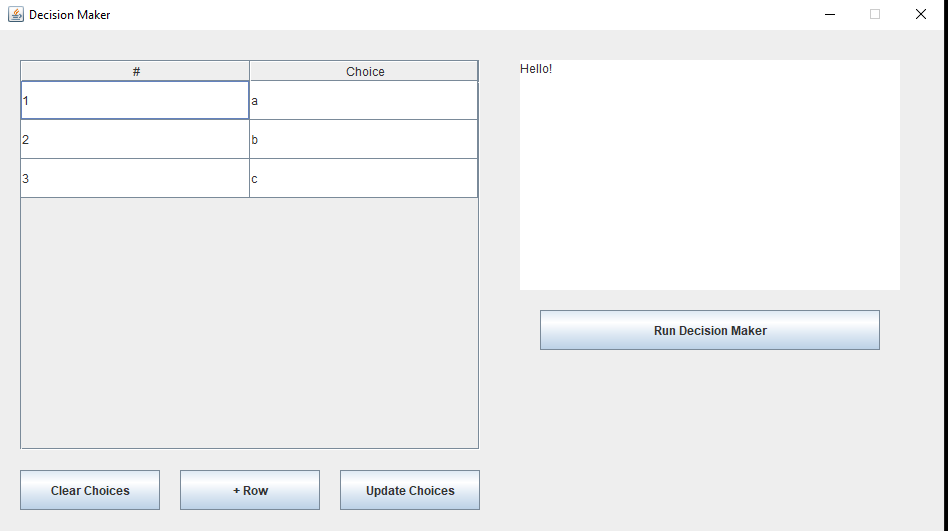 Decision Maker
# Choice
1 a
2 b
3 c
Hello!
Run Decision Maker
Clear Choices + Row Update Choices